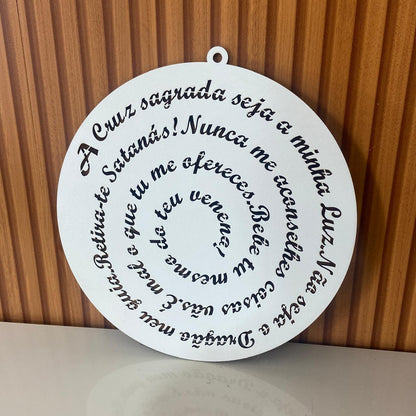 A Cruz sagrada seja a minha Luz. Não seja o Dragão meu guia. Retira-te Satanás! Nunca me aconselhes coisas vãs. É mal o que tu me ofereces. Bebe tu mesmo do teu veneno!